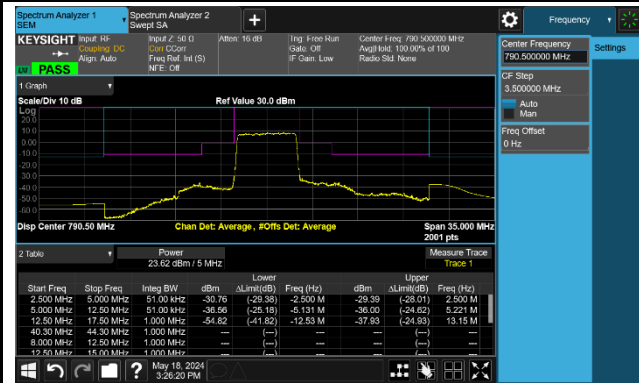 Spectrum Analyzer 1
SEM
Spectrum Analyzer 2
Swept SA
Frequency
KEYSIGHT Input: RF
Coupling: DC
Align: Auto
Input Z: 50 Ω
Corr CCorr
Freq Ref: Int (S)
NFE: Off
Atten: 16 dB
Trig: Free Run
Gate: Off
IF Gain: Low
Center Freq: 790.500000 MHz
Avg|Hold: 100.00% of 100
Radio Std: None
PASS
Center Frequency
790.500000 MHz
Settings
CF Step
3.500000 MHz
Auto
Man
Freq Offset
0 Hz
1 Graph
Scale/Div 10 dB
Ref Value 30.0 dBm
Log
20.0
10.0
0.00
-10.0
-20.0
-30.0
-40.0
-50.0
-60.0
Disp Center 790.50 MHz
Chan Det: Average, #Offs Det: Average
Span 35.000 MHz
2001 pts
2 Table
Power
23.62 dBm / 5 MHz
Measure Trace
Trace 1
Lower Upper
Start Freq Stop Freq Integ BW dBm ΔLimit(dB) Freq (Hz) dBm ΔLimit(dB) Freq (Hz)
2.500 MHz 5.000 MHz 51.00 kHz -30.76 (-29.38) -2.500 M -29.39 (-28.01) 2.500 M
5.000 MHz 12.50 MHz 51.00 kHz -36.56 (-25.18) -5.131 M -36.00 (-24.62) 5.221 M
12.50 MHz 17.50 MHz 1.000 MHz -54.82 (-41.82) -12.53 M -37.93 (-24.93) 13.15 M
40.30 MHz 44.30 MHz 1.000 MHz --- (---) --- --- (---) ---
8.000 MHz 12.50 MHz 1.000 MHz --- (---) --- --- (---) ---
12.50 MHz 15.00 MHz 1.000 MHz --- (---) --- --- (---) ---
May 18, 2024
3:26:20 PM